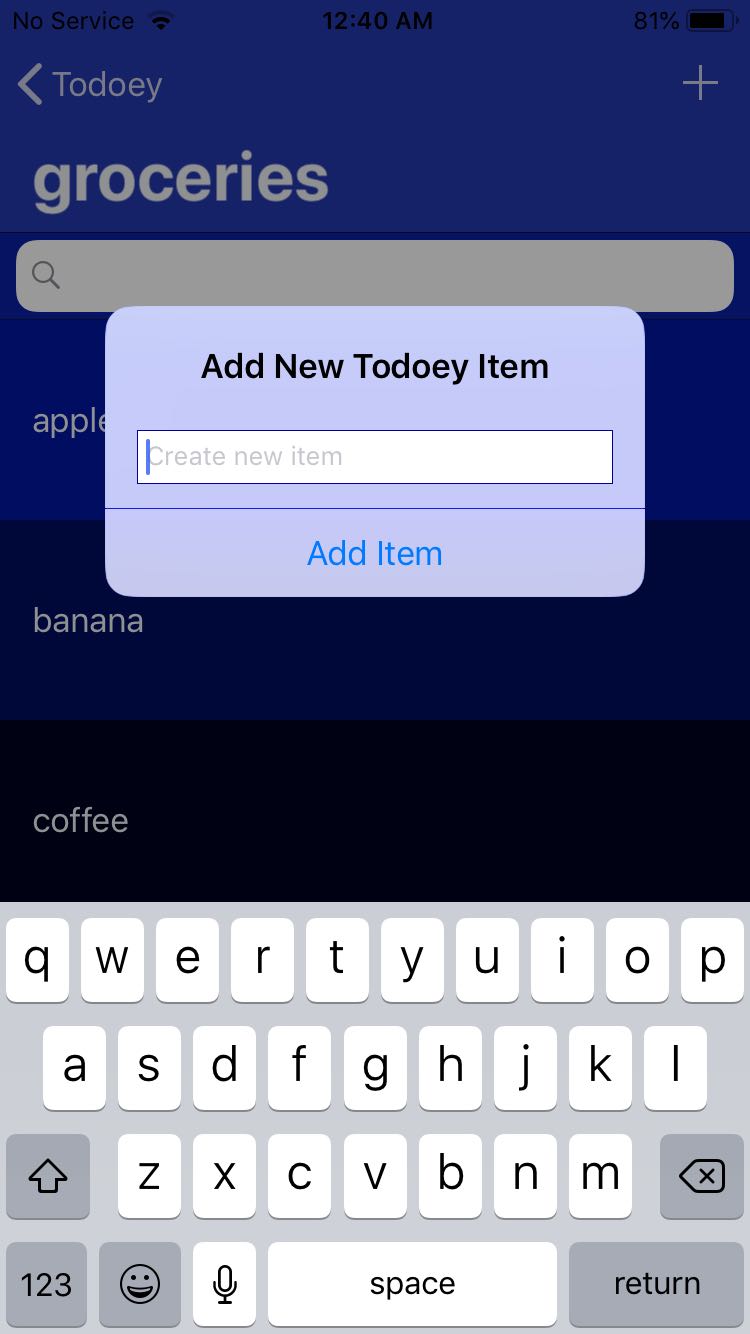 No Service 12:40 AM 81%
Todoey
groceries
Add New Todoey Item
apple
Create new item
Add Item
banana
coffee
q w e r t y u i o p
a s d f g h j k l
z x c v b n m
123 space return